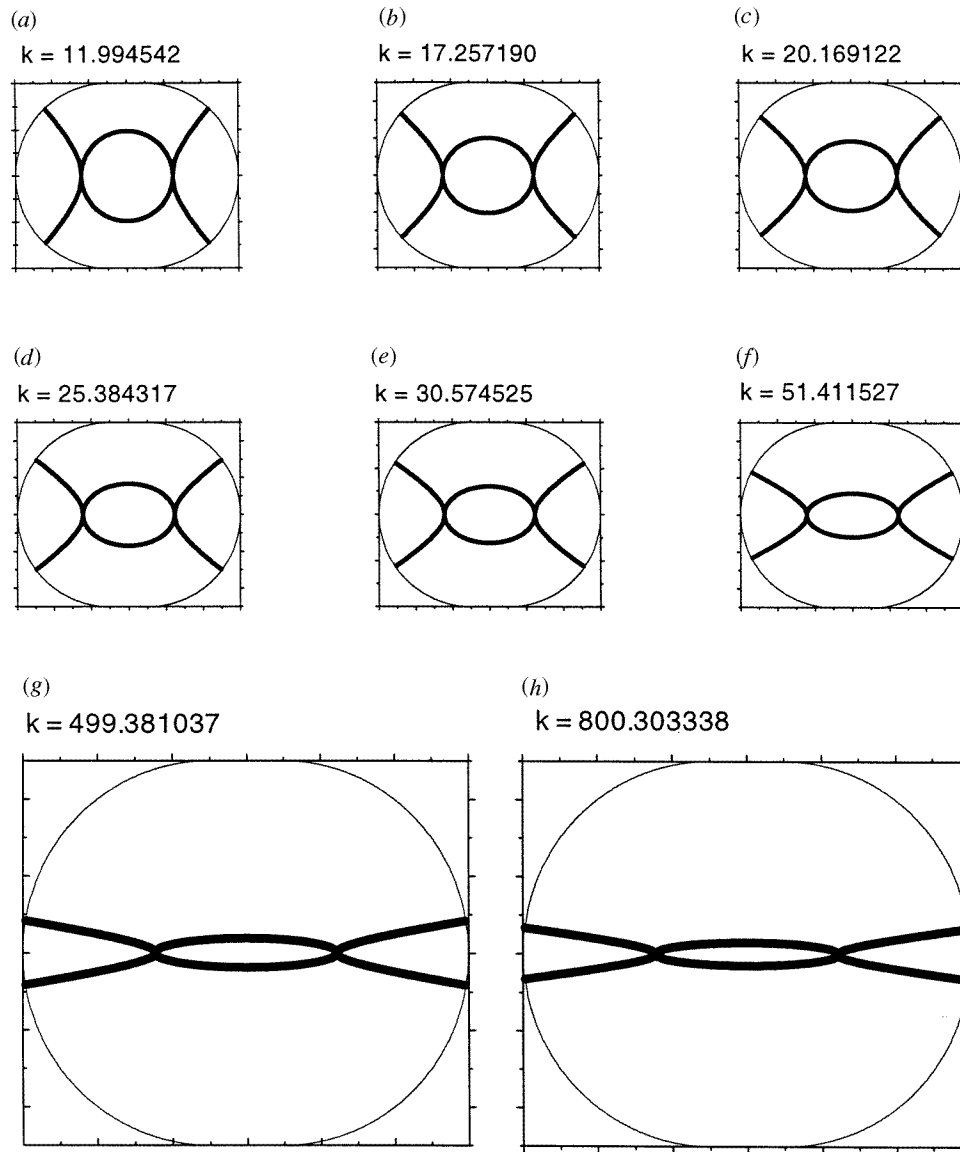 (a)
k = 11.994542
(b)
k = 17.257190
(c)
k = 20.169122
(d)
k = 25.384317
(e)
k = 30.574525
(f)
k = 51.411527
(g)
k = 499.381037
(h)
k = 800.303338